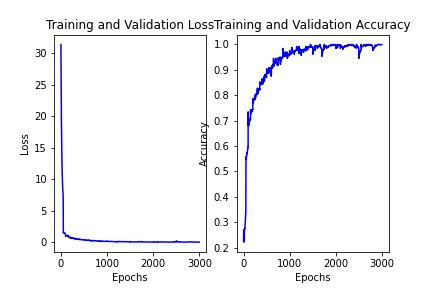 Training and Validation Loss
30
25
20
15
10
5
0
Loss
0 1000 2000 3000
Epochs
Training and Validation Accuracy
1.0
0.9
0.8
0.7
0.6
0.5
0.4
0.3
0.2
Accuracy
0 1000 2000 3000
Epochs